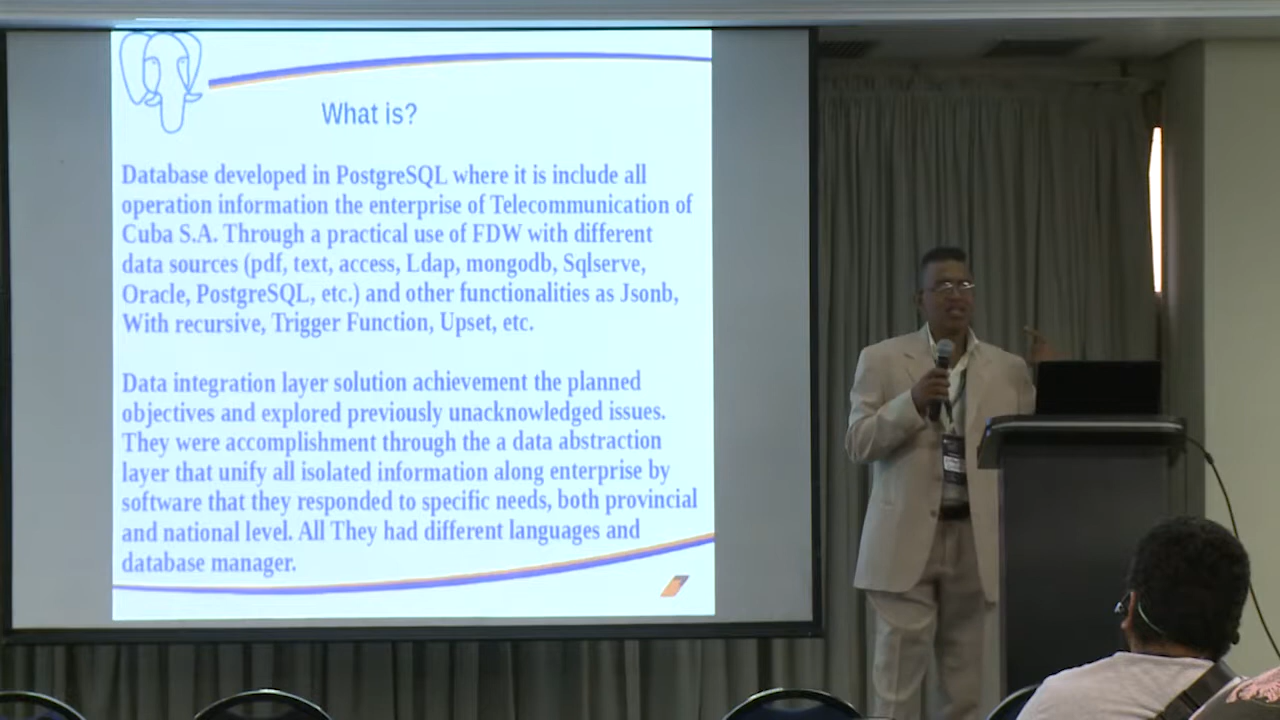 What is?
Database developed in PostgreSQL where it is include all
operation information the enterprise of Telecommunication of
Cuba S.A. Through a practical use of FDW with different
data sources (pdf, text, access, Ldap, mongodb, Sqlserve,
Oracle, PostgreSQL, etc.) and other functionalities as Jsonb,
With recursive, Trigger Function, Upset, etc.
Data integration layer solution achievement the planned
objectives and explored previously unacknowledged issues.
They were accomplishment through the a data abstraction
layer that unify all isolated information along enterprise by
software that they responded to specific needs, both provincial
and national level. All They had different languages and
database manager.